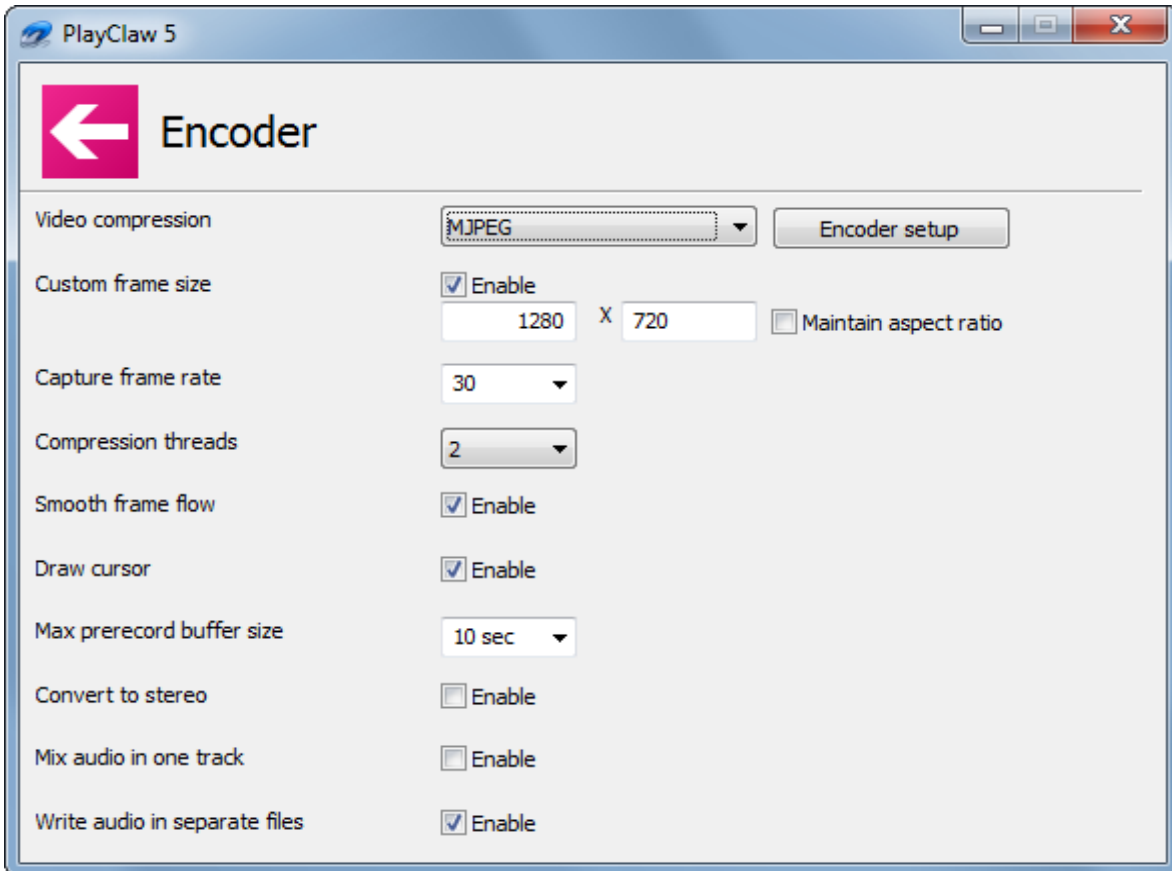 PlayClaw 5
Encoder
Video compression MJPEG Encoder setup
Custom frame size Enable
1280 X 720 Maintain aspect ratio
Capture frame rate 30
Compression threads 2
Smooth frame flow Enable
Draw cursor Enable
Max prerecord buffer size 10 sec
Convert to stereo Enable
Mix audio in one track Enable
Write audio in separate files Enable